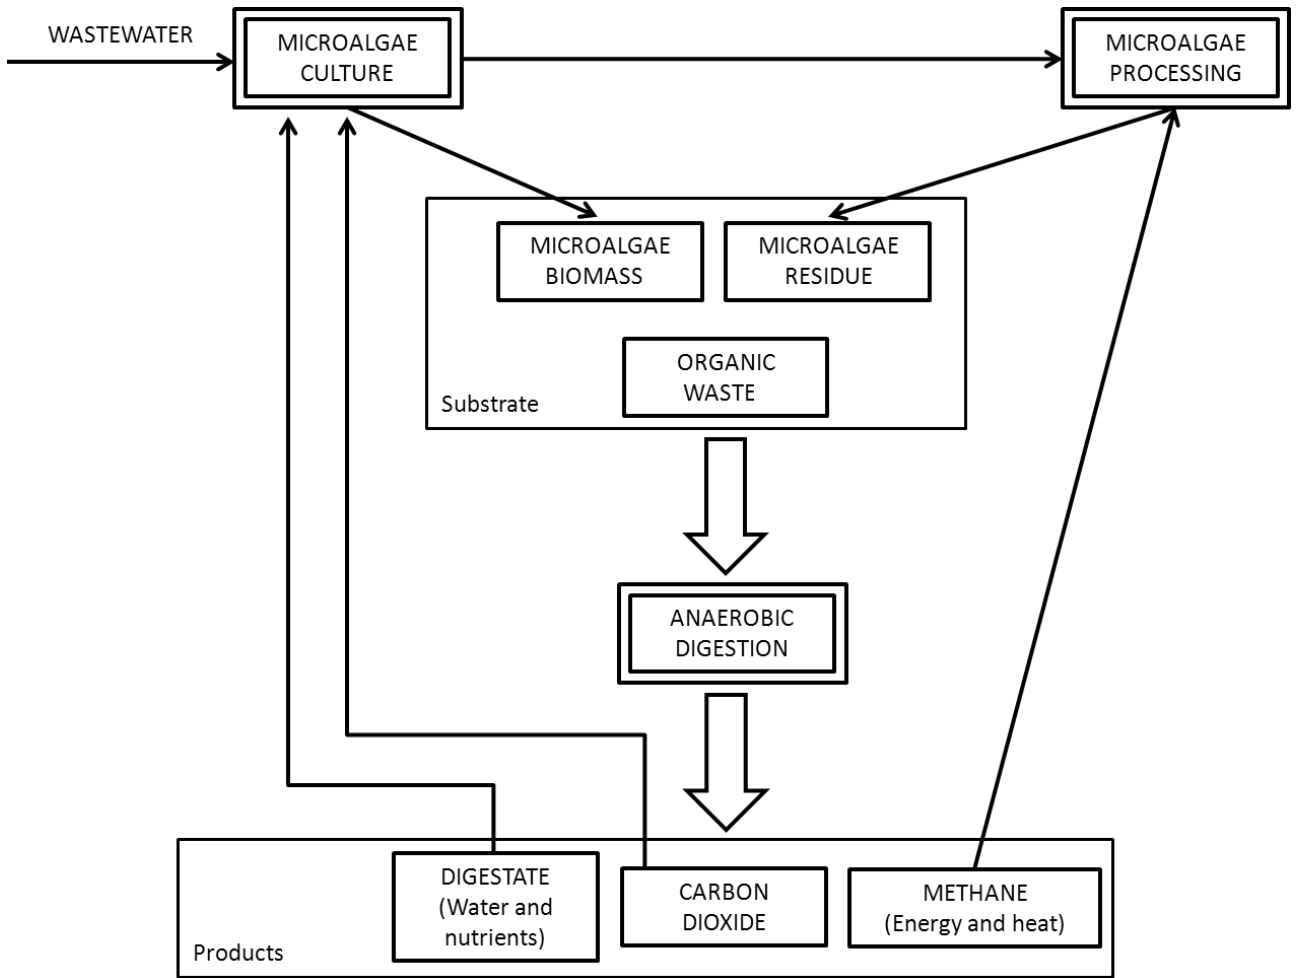 WASTEWATER
MICROALGAE
CULTURE
MICROALGAE
PROCESSING
MICROALGAE
BIOMASS
MICROALGAE
RESIDUE
ORGANIC
WASTE
Substrate
ANAEROBIC
DIGESTION
DIGESTATE
(Water and
nutrients)
CARBON
DIOXIDE
METHANE
(Energy and heat)
Products